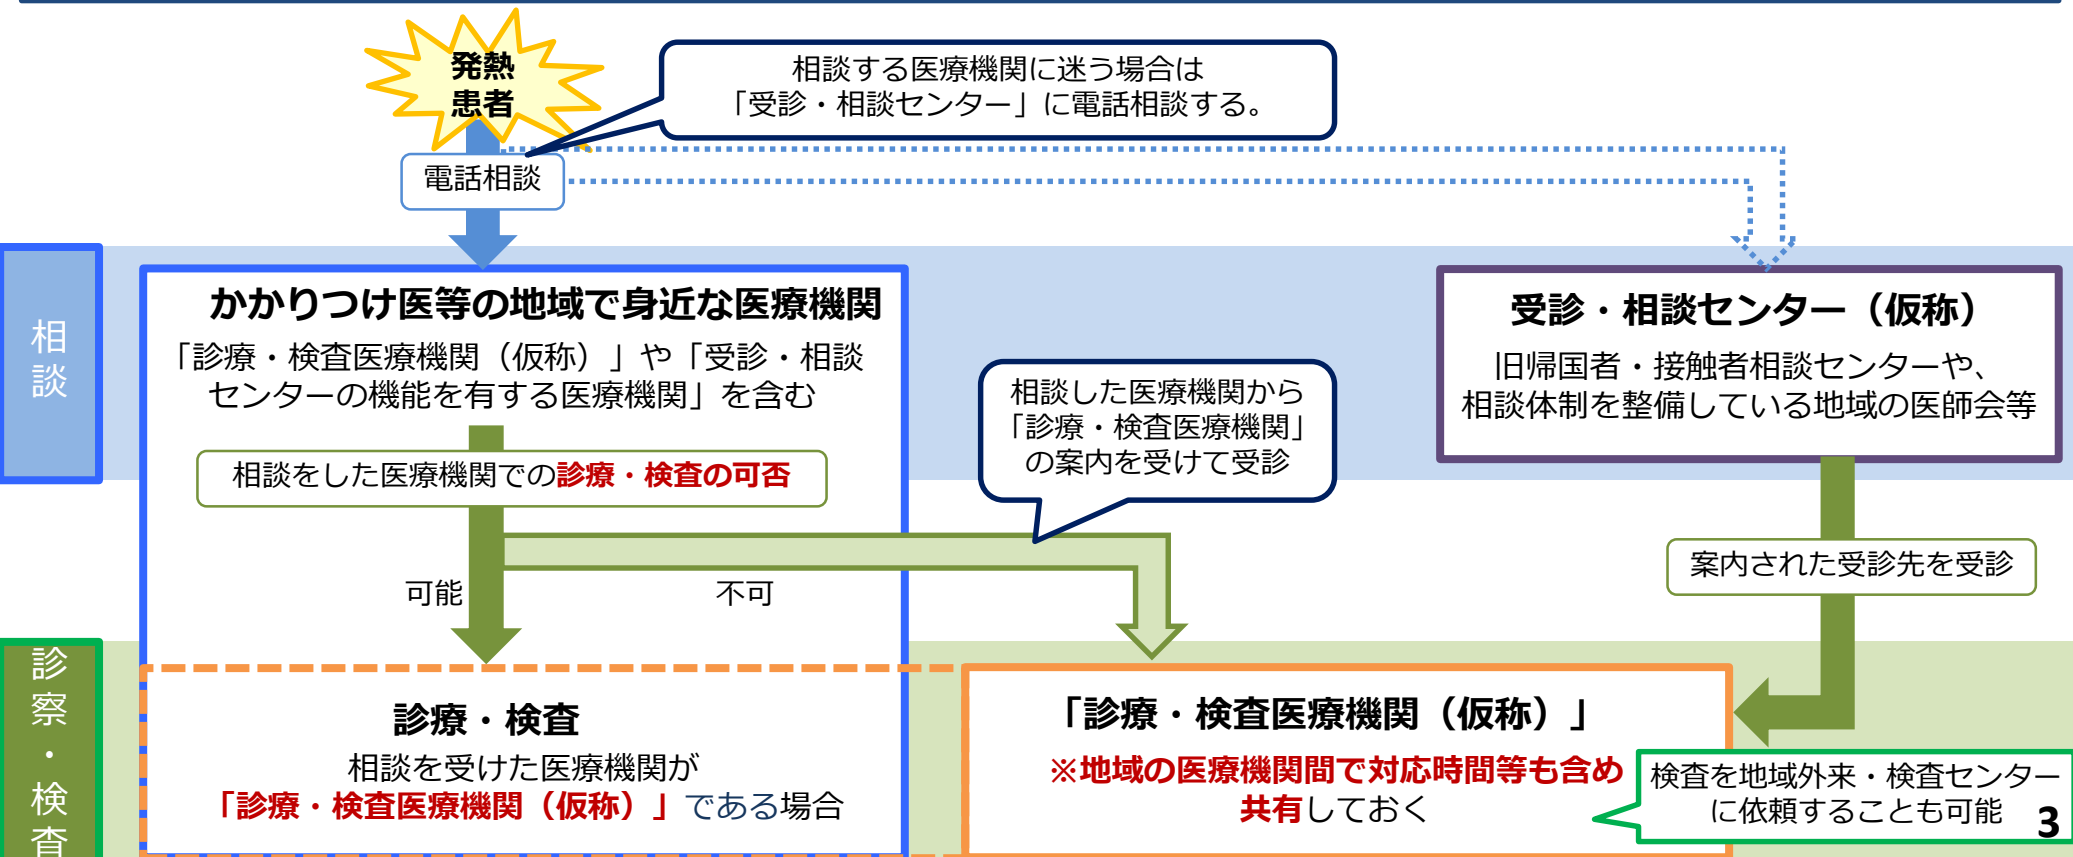 発熱
患者
相談する医療機関に迷う場合は
「受診・相談センター」に電話相談する。
電話相談
相談
かかりつけ医等の地域で身近な医療機関
「診療・検査医療機関（仮称）」や「受診・相談
センターの機能を有する医療機関」を含む
受診・相談センター（仮称）
旧帰国者・接触者相談センターや、
相談体制を整備している地域の医師会等
相談した医療機関から
「診療・検査医療機関」
の案内を受けて受診
相談をした医療機関での診療・検査の可否
案内された受診先を受診
可能
不可
診察・検査
診療・検査
相談を受けた医療機関が
「診療・検査医療機関（仮称）」である場合
「診療・検査医療機関（仮称）」
※地域の医療機関間で対応時間等も含め
共有しておく
検査を地域外来・検査センター
に依頼することも可能
3